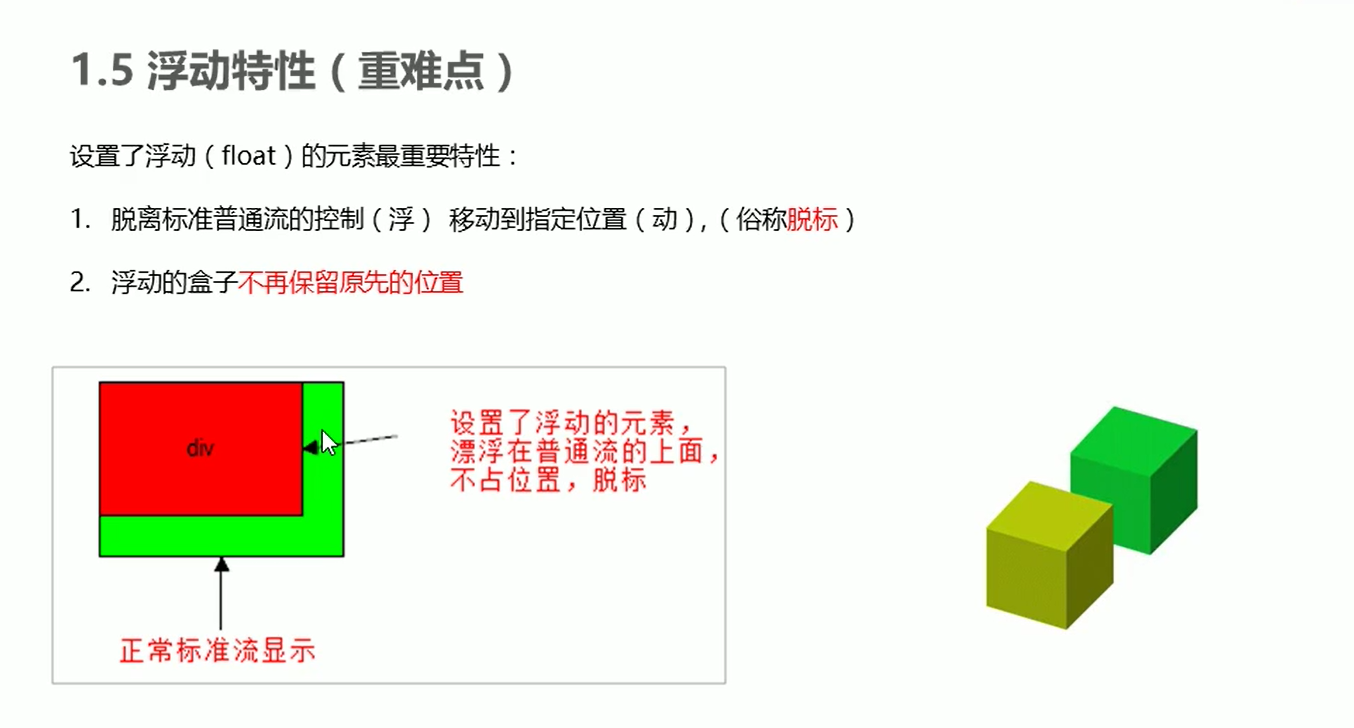 1.5 浮动特性（重难点）
设置了浮动（float）的元素最重要特性：
1. 脱离标准普通流的控制（浮） 移动到指定位置（动）,（俗称脱标）
2. 浮动的盒子不再保留原先的位置
div
设置了浮动的元素，
漂浮在普通流的上面，
不占位置，脱标
正常标准流显示